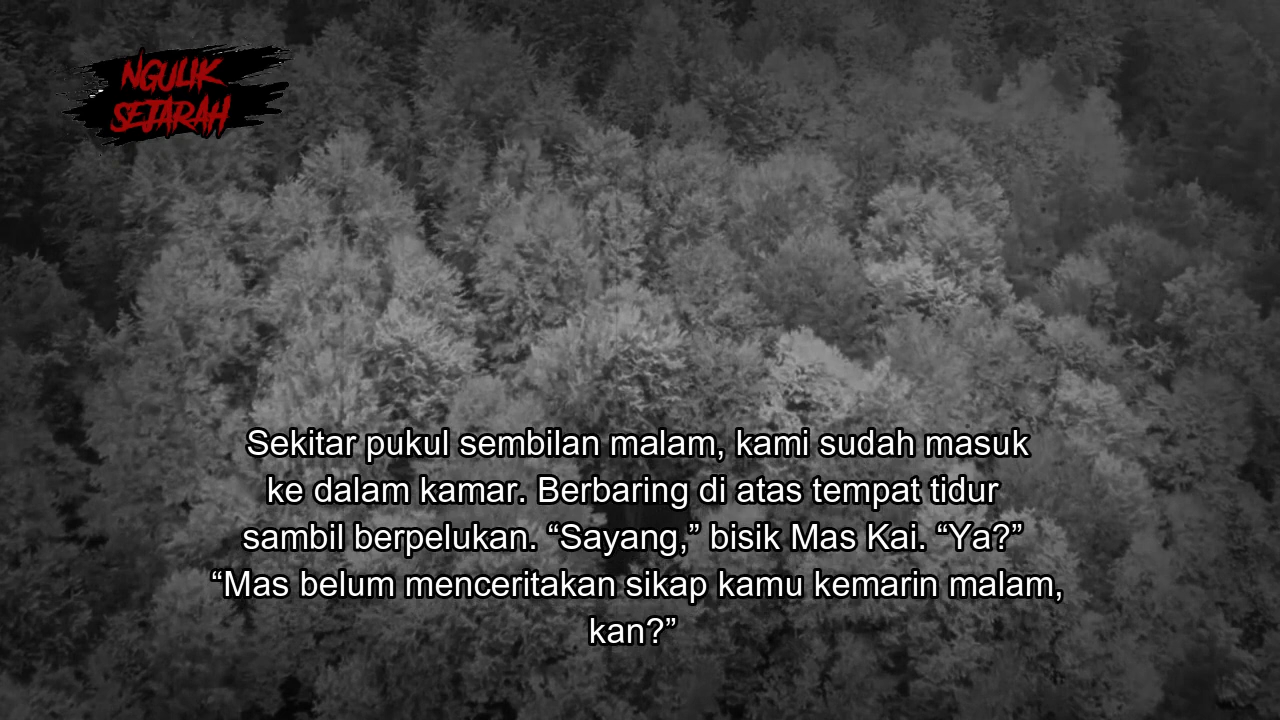 NGULIK
SEJARAH
Sekitar pukul sembilan malam, kami sudah masuk
ke dalam kamar. Berbaring di atas tempat tidur
sambil berpelukan. “Sayang,” bisik Mas Kai. “Ya?”
“Mas belum menceritakan sikap kamu kemarin malam,
kan?”